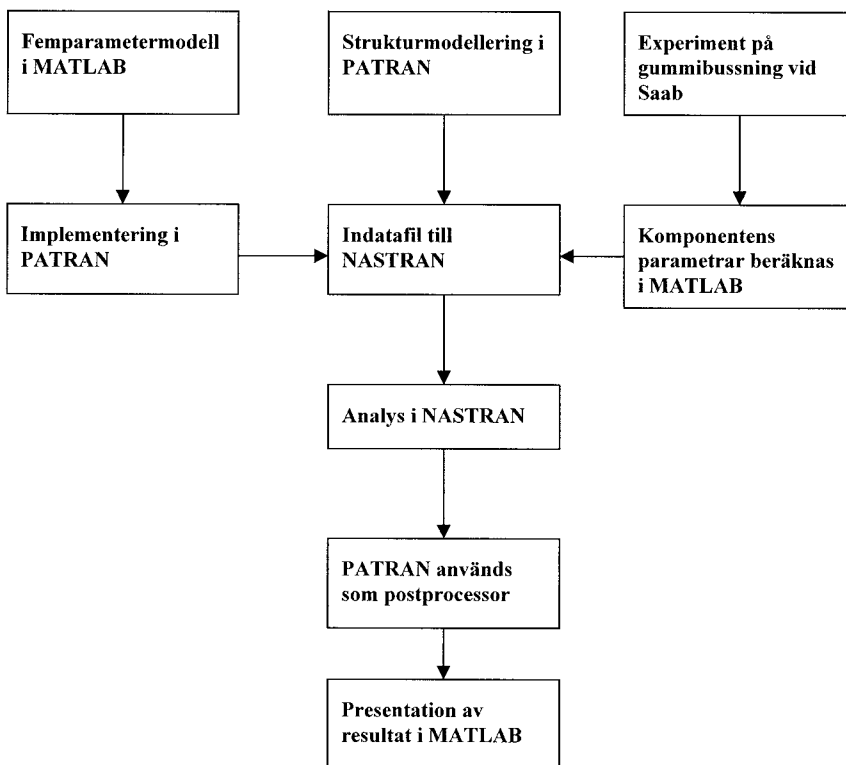 Femparametermodell
i MATLAB
Strukturmodellering i
PATRAN
Experiment på
gummibussning vid
Saab
Implementering i
PATRAN
Indatafil till
NASTRAN
Komponentens
parametrar beräknas
i MATLAB
Analys i NASTRAN
PATRAN används
som postprocessor
Presentation av
resultat i MATLAB